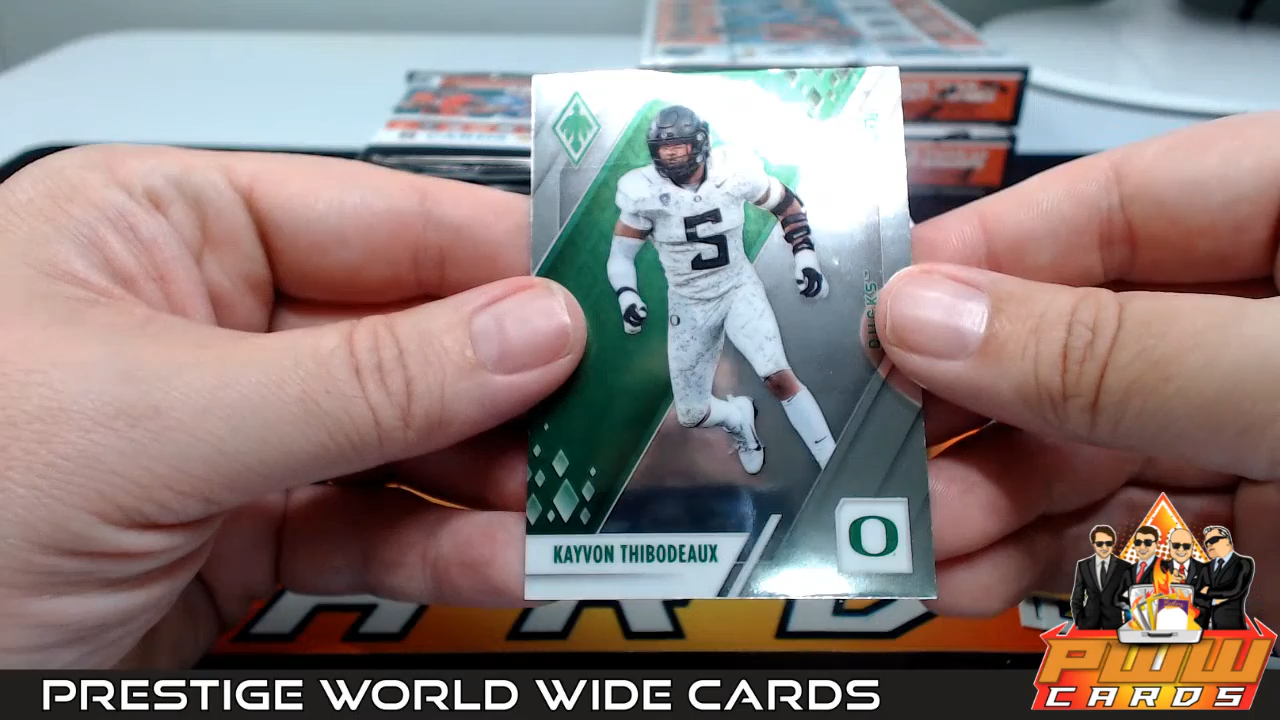 5
DUCKS
KAYVON THIBODEAUX
O
PRESTIGE WORLD WIDE CARDS
PWW
CARDS